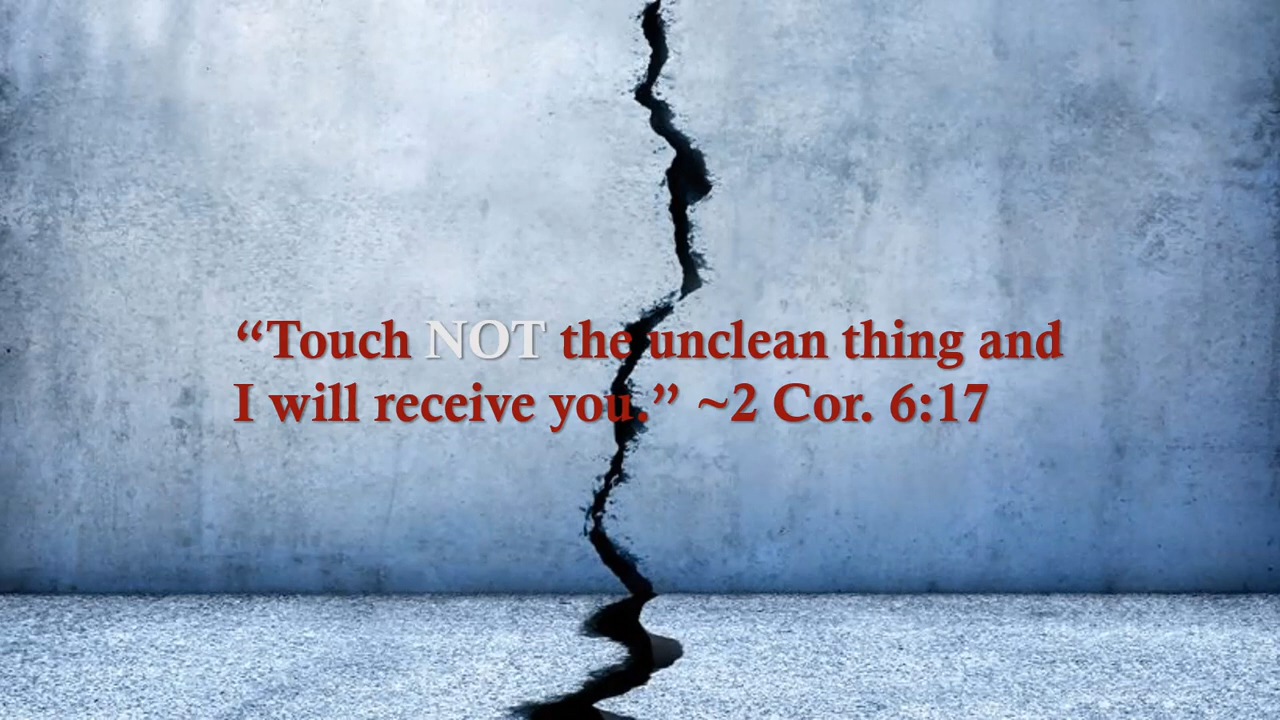 “Touch NOT the unclean thing and
I will receive you.” ~2 Cor. 6:17